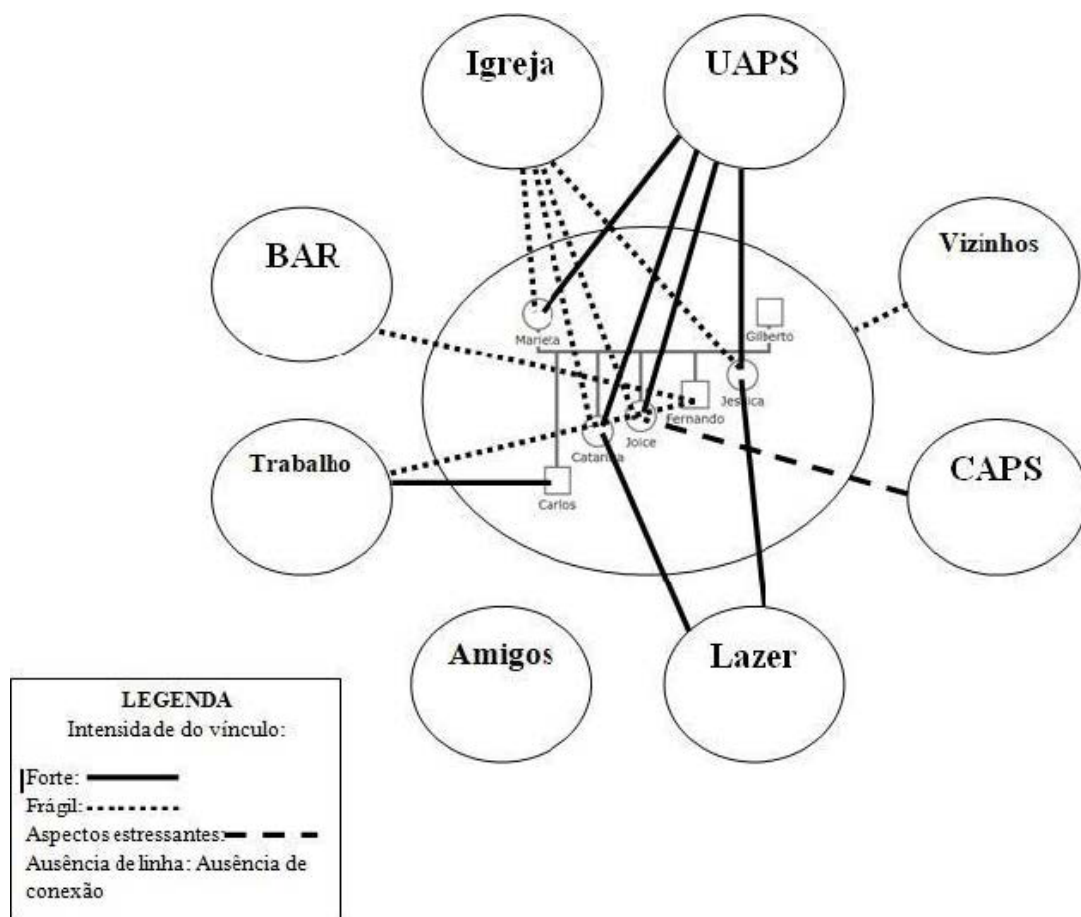 Igreja
UAPS
BAR
Vizinhos
Marieta
Gilberto
Jessica
Fernando
Joice
Catarina
Carlos
Trabalho
CAPS
Amigos
Lazer
LEGENDA
Intensidade do vínculo:
Forte:
Frágil:
Aspectos estressantes:
Ausência de linha: Ausência de
conexão